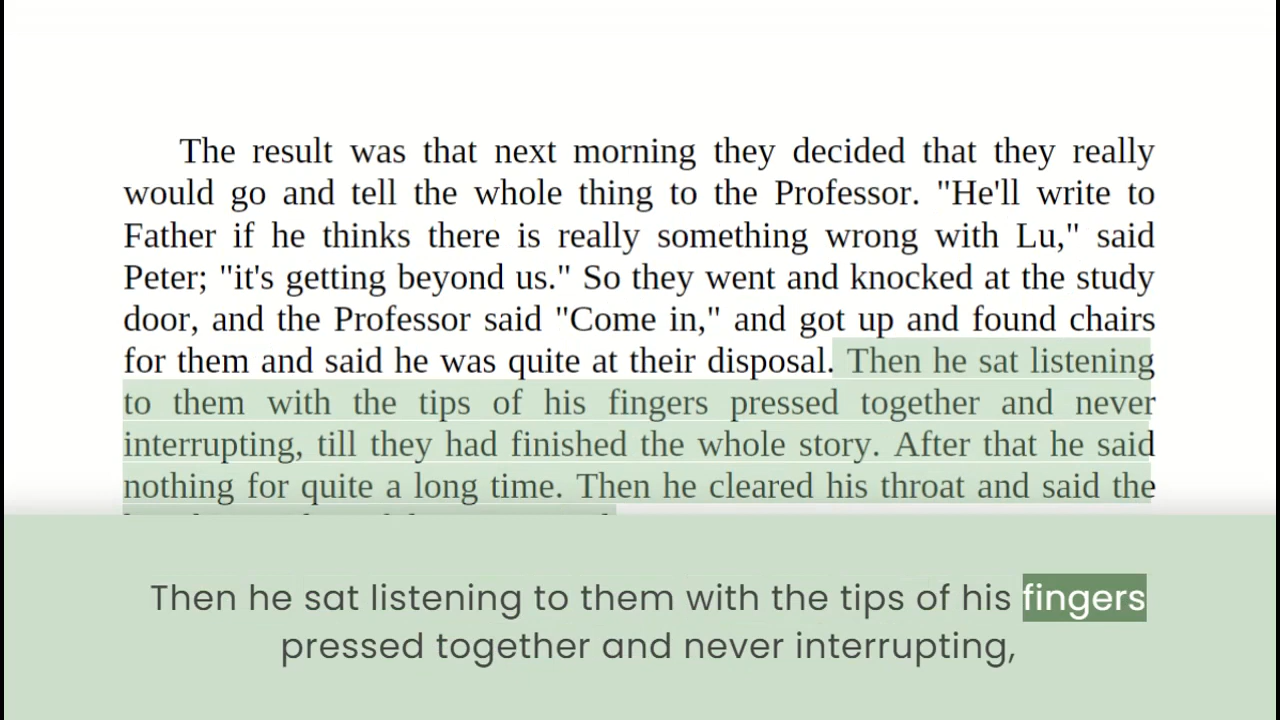 The result was that next morning they decided that they really
would go and tell the whole thing to the Professor. "He'll write to
Father if he thinks there is really something wrong with Lu," said
Peter; "it's getting beyond us." So they went and knocked at the study
door, and the Professor said "Come in," and got up and found chairs
for them and said he was quite at their disposal. Then he sat listening
to them with the tips of his fingers pressed together and never
interrupting, till they had finished the whole story. After that he said
nothing for quite a long time. Then he cleared his throat and said the
Then he sat listening to them with the tips of his fingers
pressed together and never interrupting,